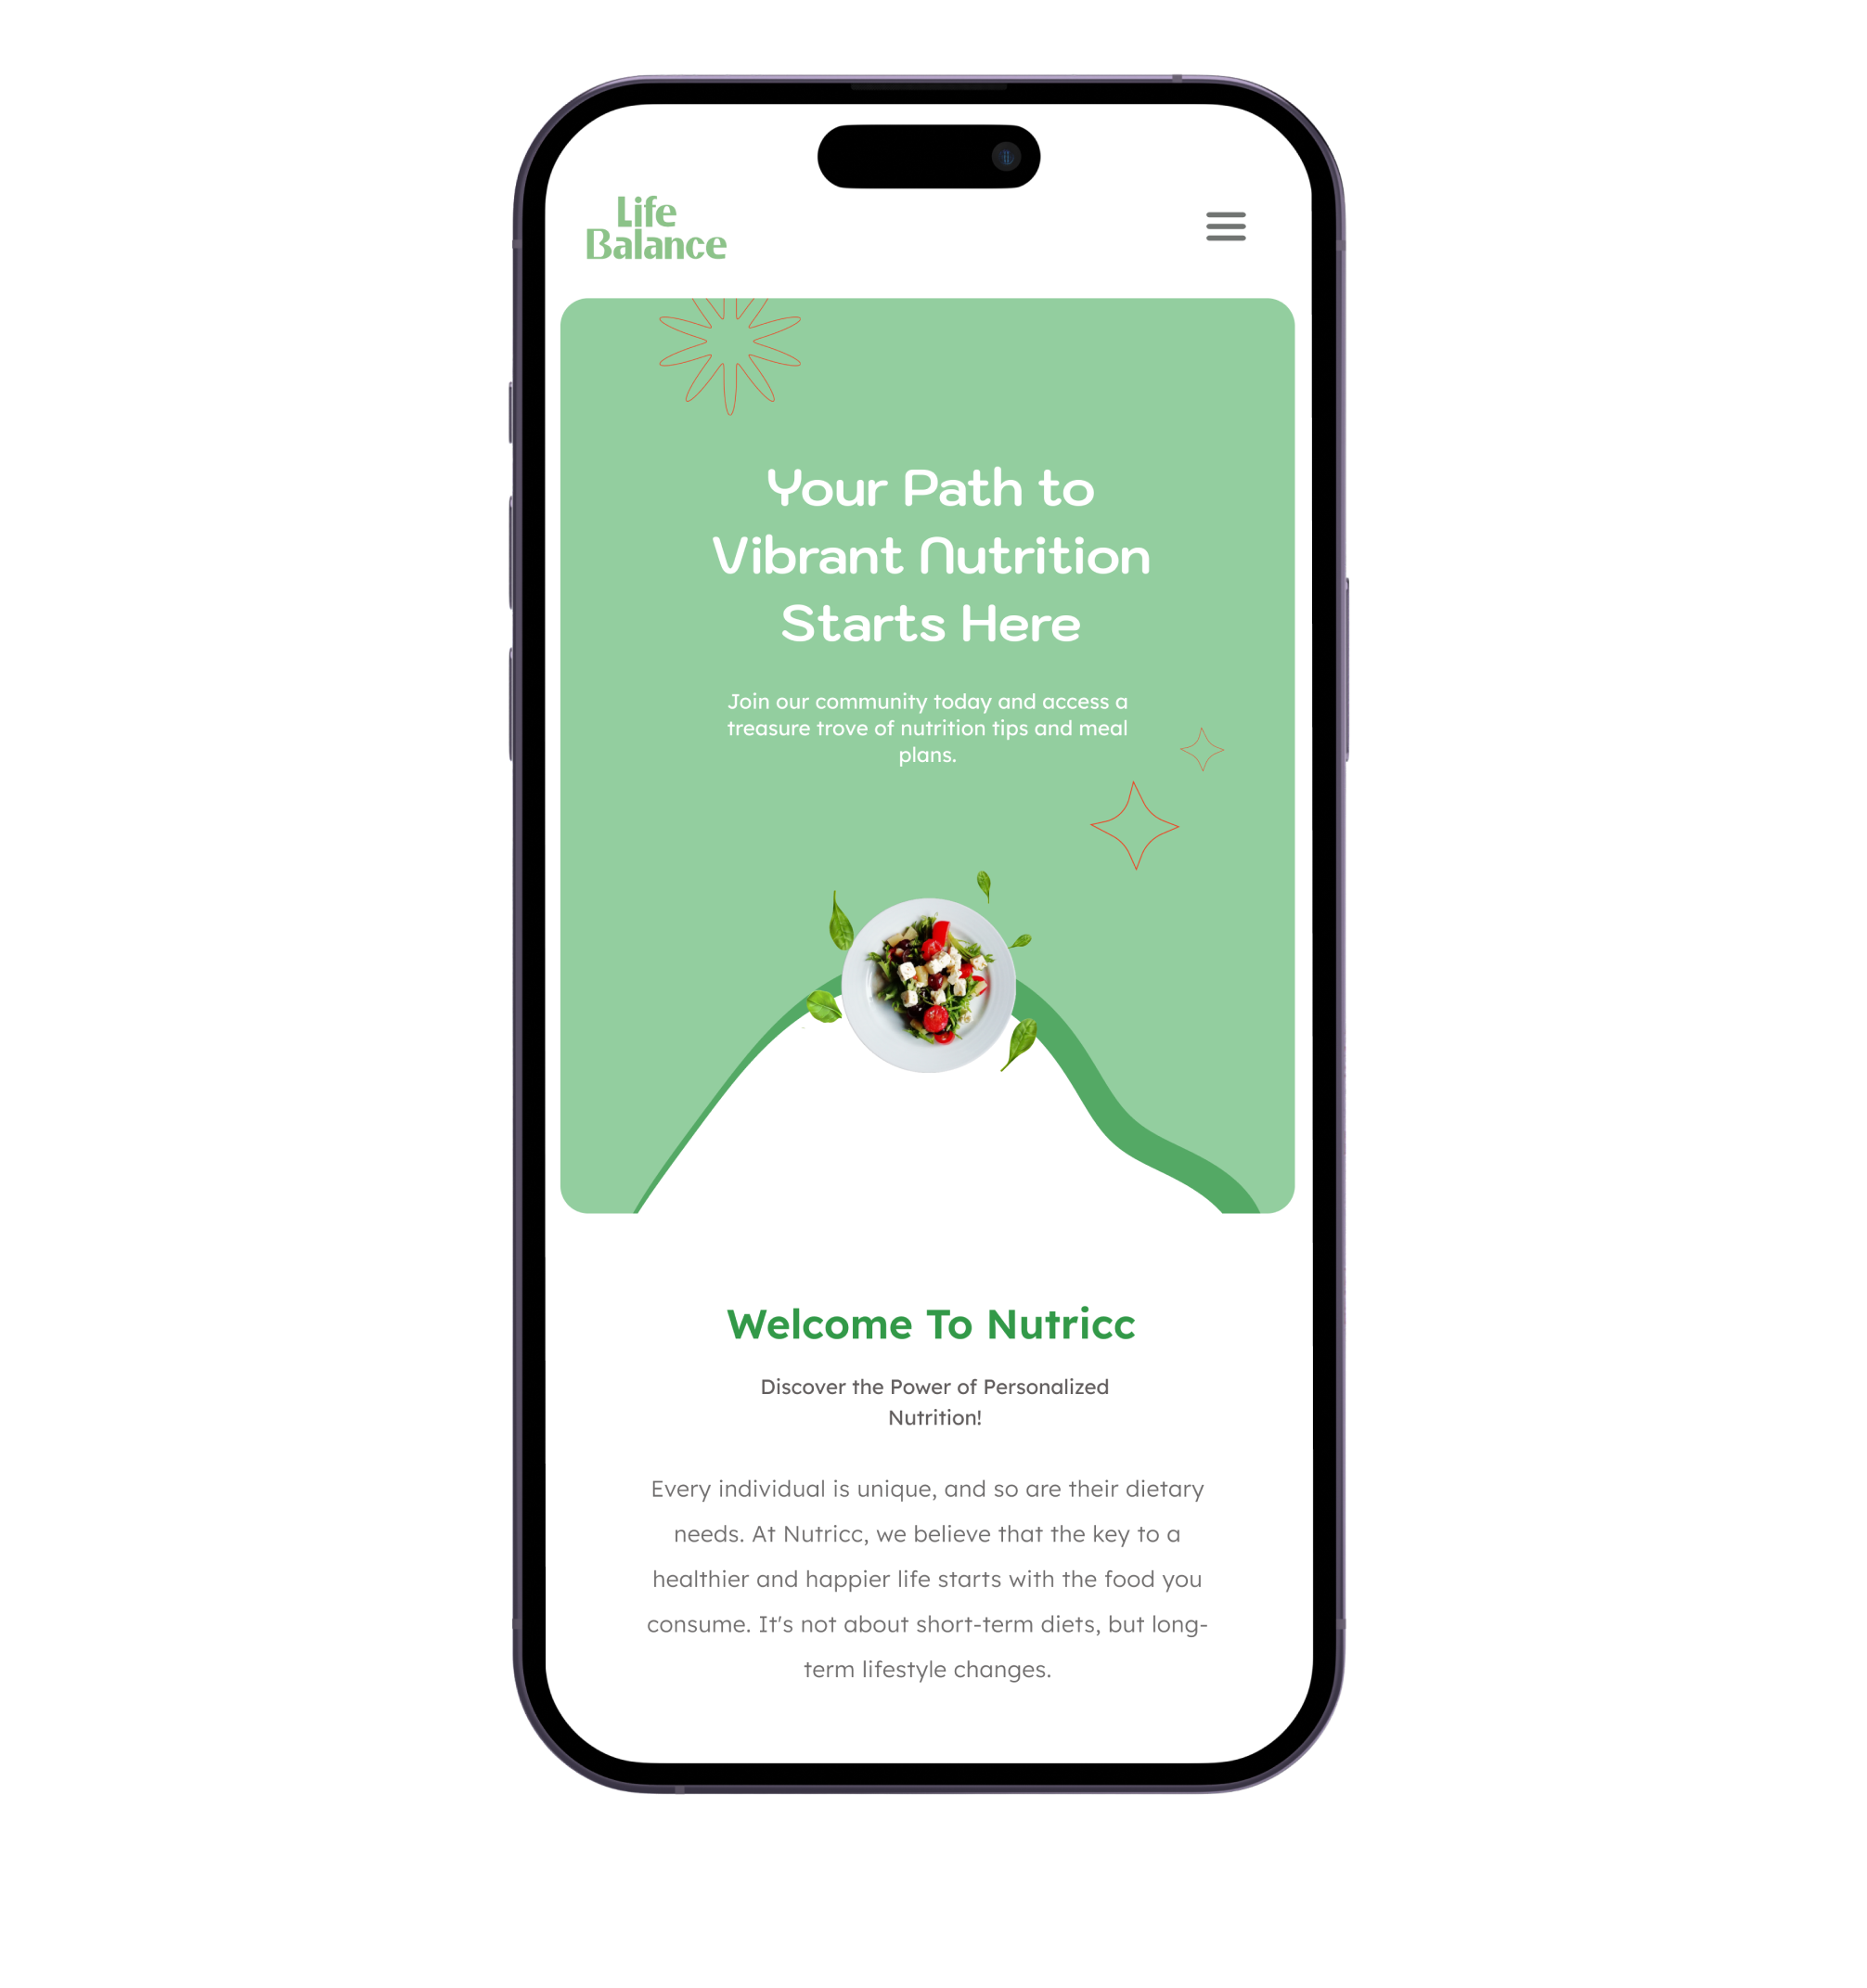 Life
Balance
Your Path to
Vibrant Nutrition
Starts Here
Join our community today and access a
treasure trove of nutrition tips and meal
plans.
Welcome To Nutricc
Discover the Power of Personalized
Nutrition!
Every individual is unique, and so are their dietary
needs. At Nutricc, we believe that the key to a
healthier and happier life starts with the food you
consume. It's not about short-term diets, but long-
term lifestyle changes.